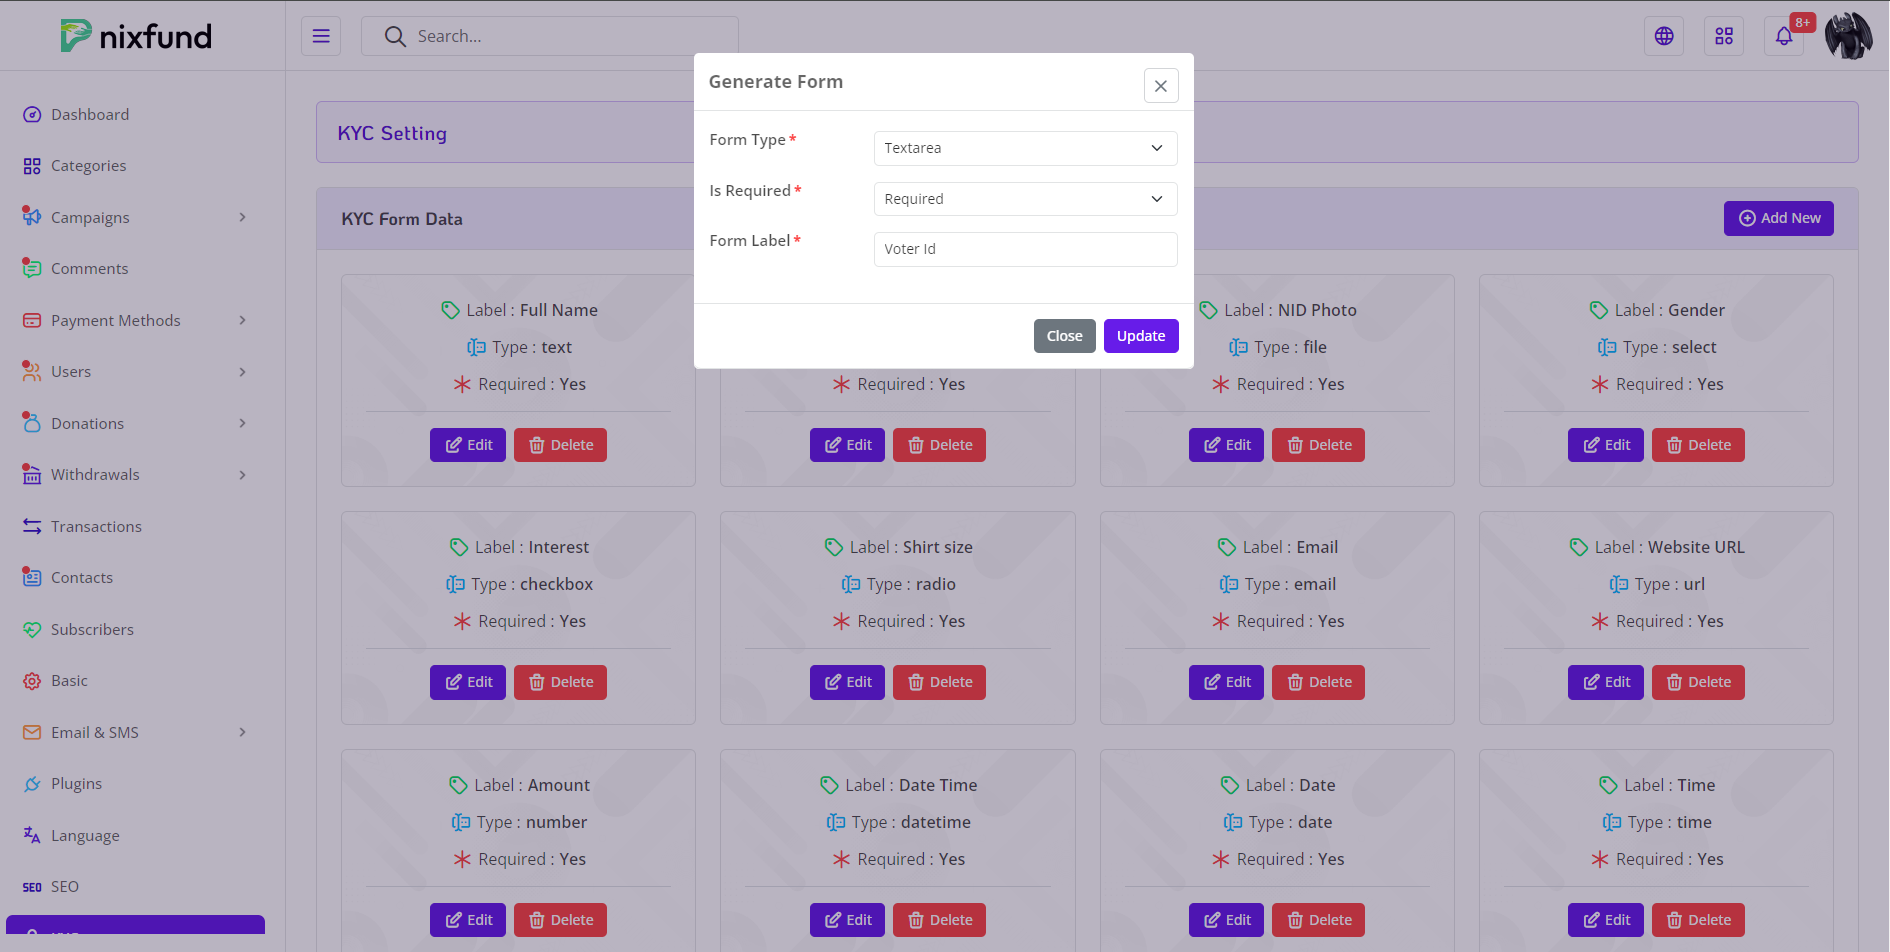 nixfund
Search...
8+
Dashboard
Categories
Campaigns
Comments
Payment Methods
Users
Donations
Withdrawals
Transactions
Contacts
Subscribers
Basic
Email & SMS
Plugins
Language
SEO SEO
KYC Setting
KYC Form Data
Add New
Generate Form
Form Type * Textarea
Is Required * Required
Form Label * Voter Id
Close Update
Label : Full Name
Type : text
Required : Yes
Edit Delete
Required : Yes
Edit Delete
Label : NID Photo
Type : file
Required : Yes
Edit Delete
Label : Gender
Type : select
Required : Yes
Edit Delete
Label : Interest
Type : checkbox
Required : Yes
Edit Delete
Label : Shirt size
Type : radio
Required : Yes
Edit Delete
Label : Email
Type : email
Required : Yes
Edit Delete
Label : Website URL
Type : url
Required : Yes
Edit Delete
Label : Amount
Type : number
Required : Yes
Edit Delete
Label : Date Time
Type : datetime
Required : Yes
Edit Delete
Label : Date
Type : date
Required : Yes
Edit Delete
Label : Time
Type : time
Required : Yes
Edit Delete